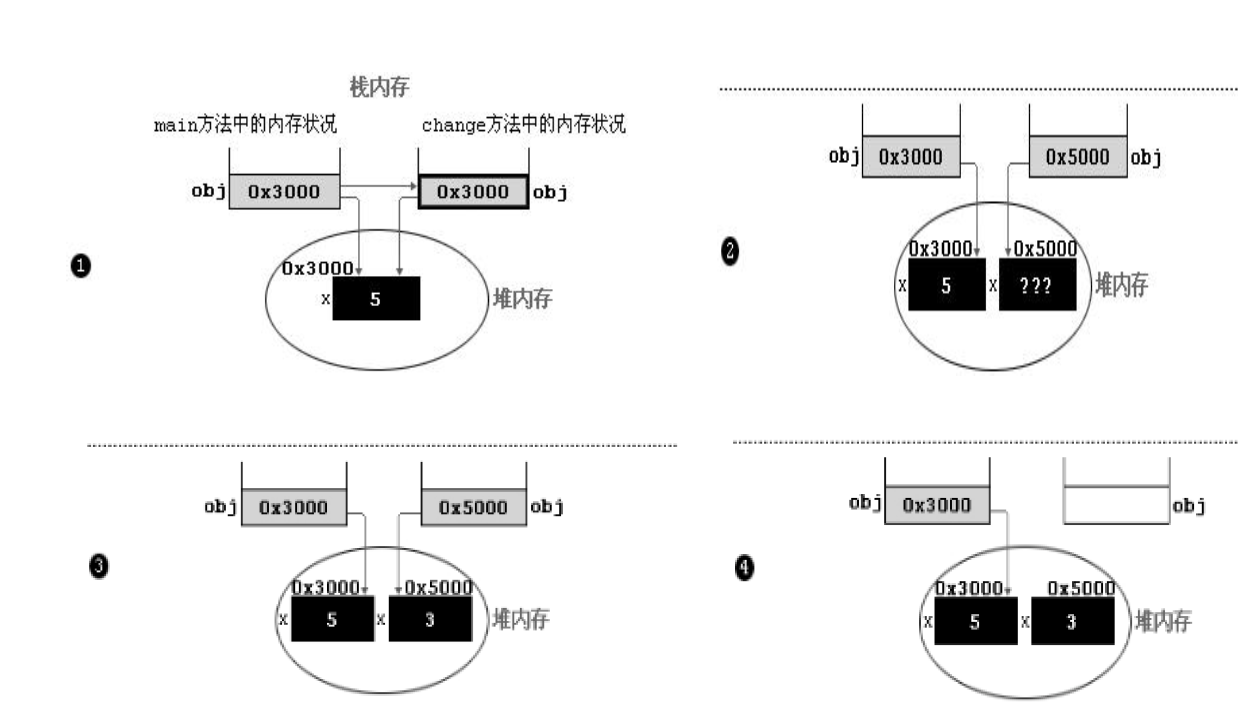 栈内存
main方法中的内存状况 change方法中的内存状况
obj 0x3000 0x3000 obj
❶
0x3000
x 5 堆内存
obj 0x3000 0x5000 obj
❷
0x3000 0x5000
x 5 x ??? 堆内存
obj 0x3000 0x5000 obj
❸
0x3000 0x5000
x 5 x 3 堆内存
obj 0x3000 obj
❹
0x3000 0x5000
x 5 x 3 堆内存